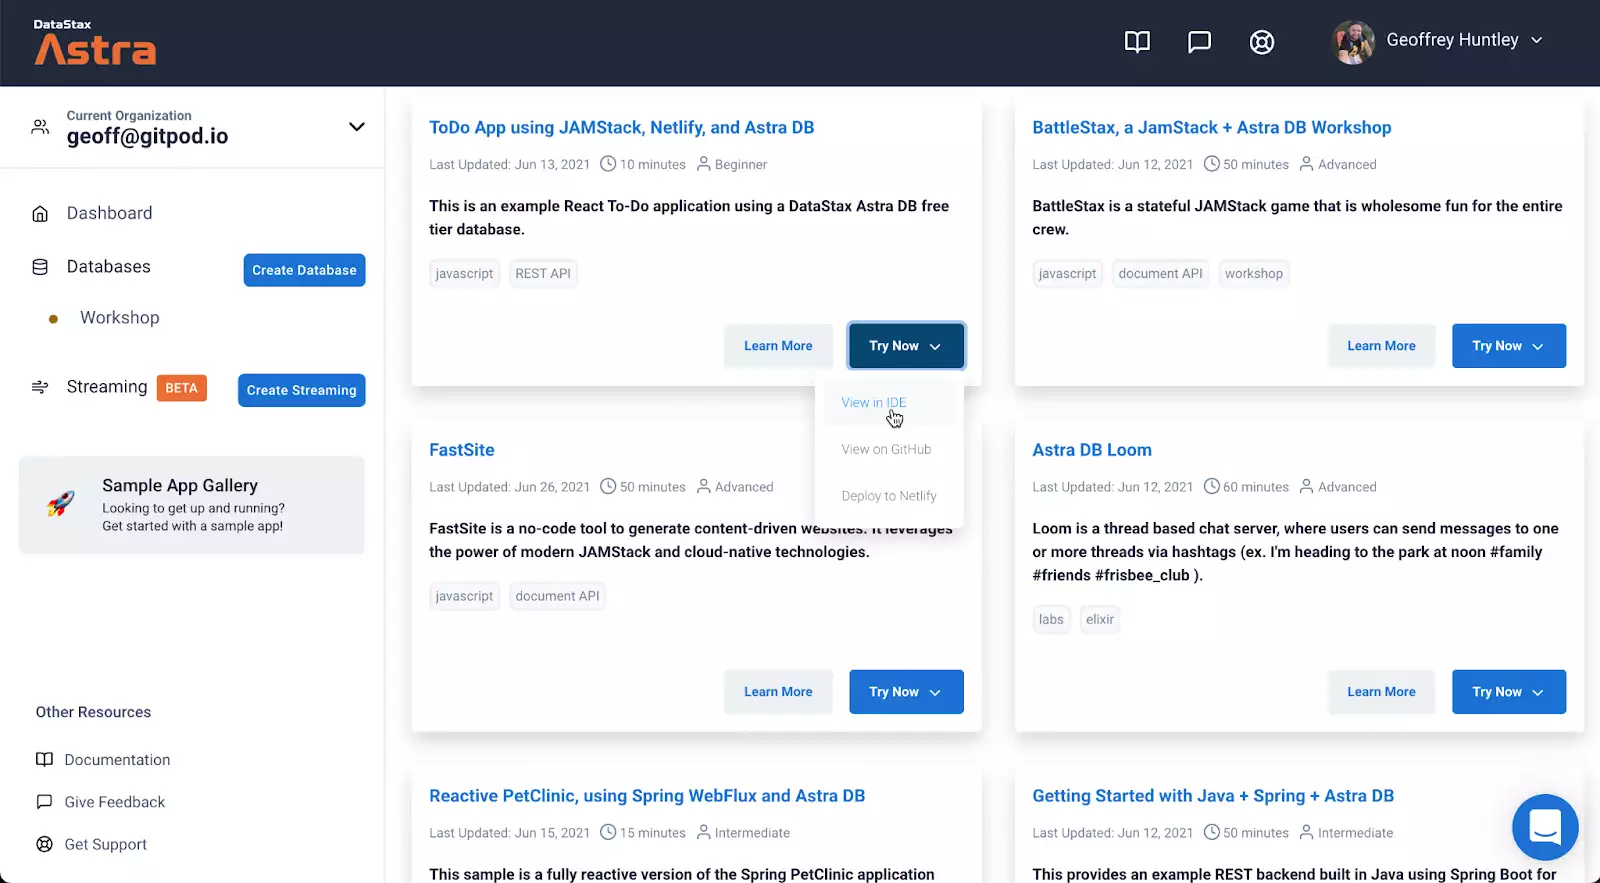 DataStax
Astra
Geoffrey Huntley
Current Organization
geoff@gitpod.io
Dashboard
Databases
Create Database
Workshop
Streaming
BETA
Create Streaming
Sample App Gallery
Looking to get up and running?
Get started with a sample app!
Other Resources
Documentation
Give Feedback
Get Support
ToDo App using JAMStack, Netlify, and Astra DB
Last Updated: Jun 13, 2021 10 minutes Beginner
This is an example React To-Do application using a DataStax Astra DB free
tier database.
javascript REST API
Learn More Try Now
View in IDE
View on GitHub
Deploy to Netlify
BattleStax, a JamStack + Astra DB Workshop
Last Updated: Jun 12, 2021 50 minutes Advanced
BattleStax is a stateful JAMStack game that is wholesome fun for the entire
crew.
javascript document API workshop
Learn More Try Now
FastSite
Last Updated: Jun 26, 2021 50 minutes Advanced
FastSite is a no-code tool to generate content-driven websites. It leverages
the power of modern JAMStack and cloud-native technologies.
javascript document API
Learn More Try Now
Astra DB Loom
Last Updated: Jun 12, 2021 60 minutes Advanced
Loom is a thread based chat server, where users can send messages to one
or more threads via hashtags (ex. I'm heading to the park at noon #family
#friends #frisbee_club ).
labs elixir
Learn More Try Now
Reactive PetClinic, using Spring WebFlux and Astra DB
Last Updated: Jun 15, 2021 15 minutes Intermediate
This sample is a fully reactive version of the Spring PetClinic application
Getting Started with Java + Spring + Astra DB
Last Updated: Jun 12, 2021 50 minutes Intermediate
This provides an example REST backend built in Java using Spring Boot for